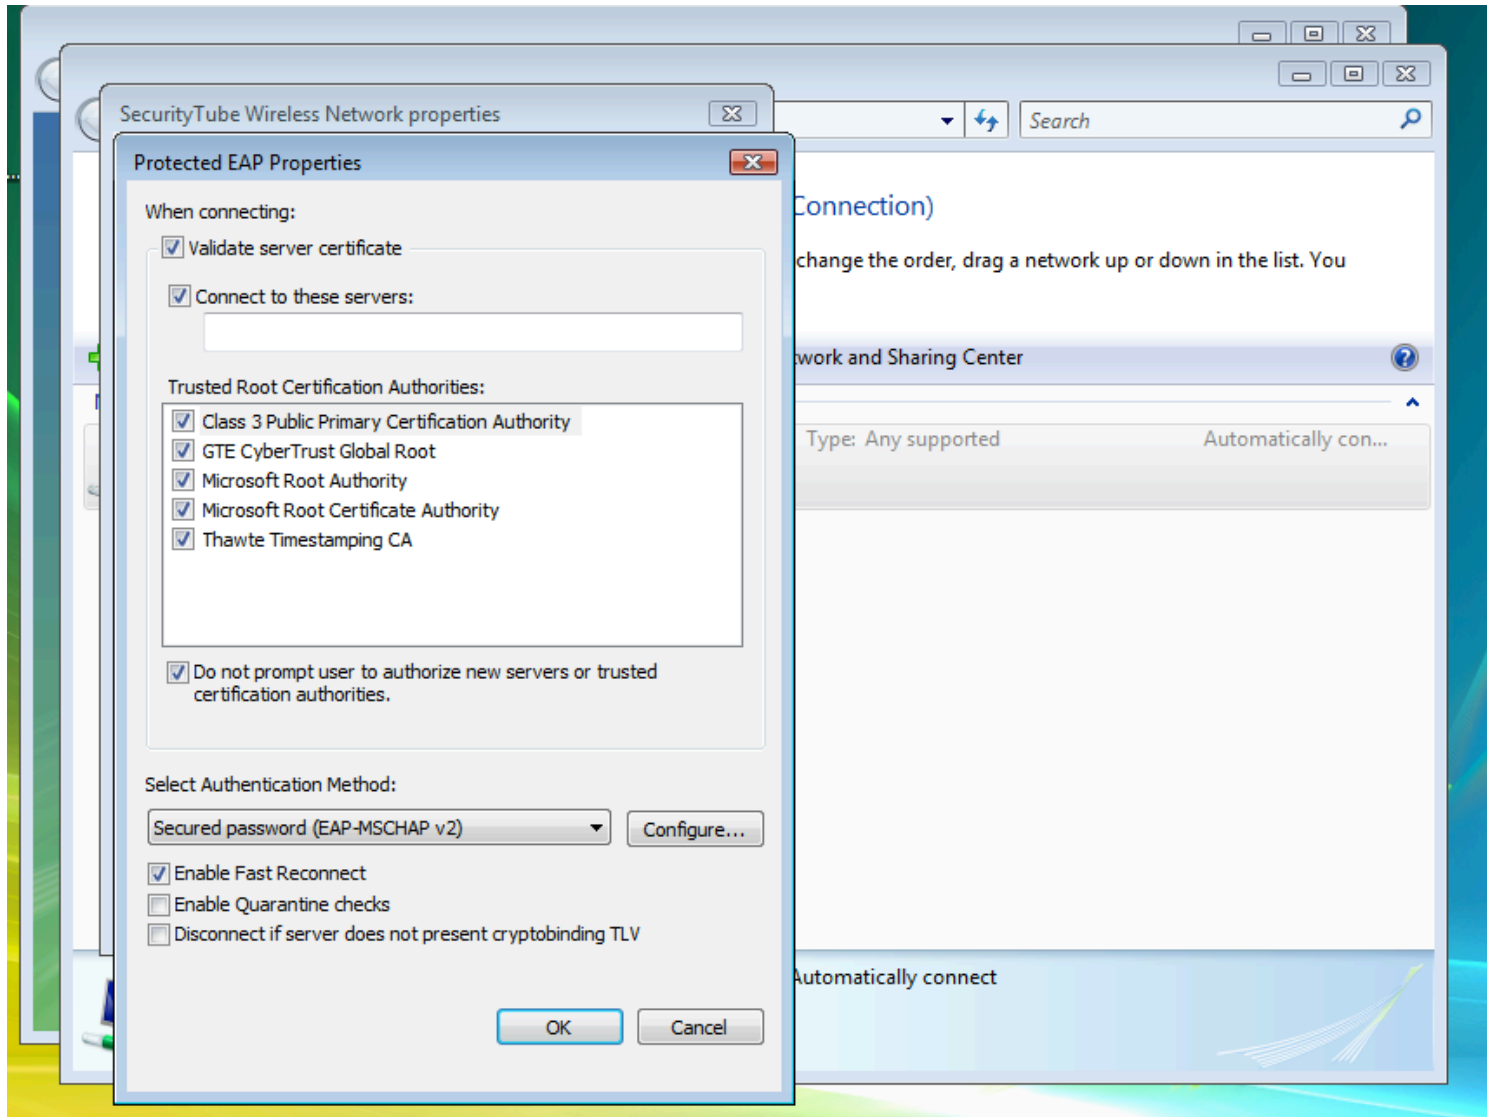 SecurityTube Wireless Network properties
Search
Protected EAP Properties
When connecting:
Connection)
Validate server certificate
change the order, drag a network up or down in the list. You
Connect to these servers:
work and Sharing Center
Trusted Root Certification Authorities:
Class 3 Public Primary Certification Authority
Type: Any supported
Automatically con...
GTE CyberTrust Global Root
Microsoft Root Authority
Microsoft Root Certificate Authority
Thawte Timestamping CA
Do not prompt user to authorize new servers or trusted
certification authorities.
Select Authentication Method:
Secured password (EAP-MSCHAP v2)
Configure...
Enable Fast Reconnect
Enable Quarantine checks
Disconnect if server does not present cryptobinding TLV
Automatically connect
OK
Cancel